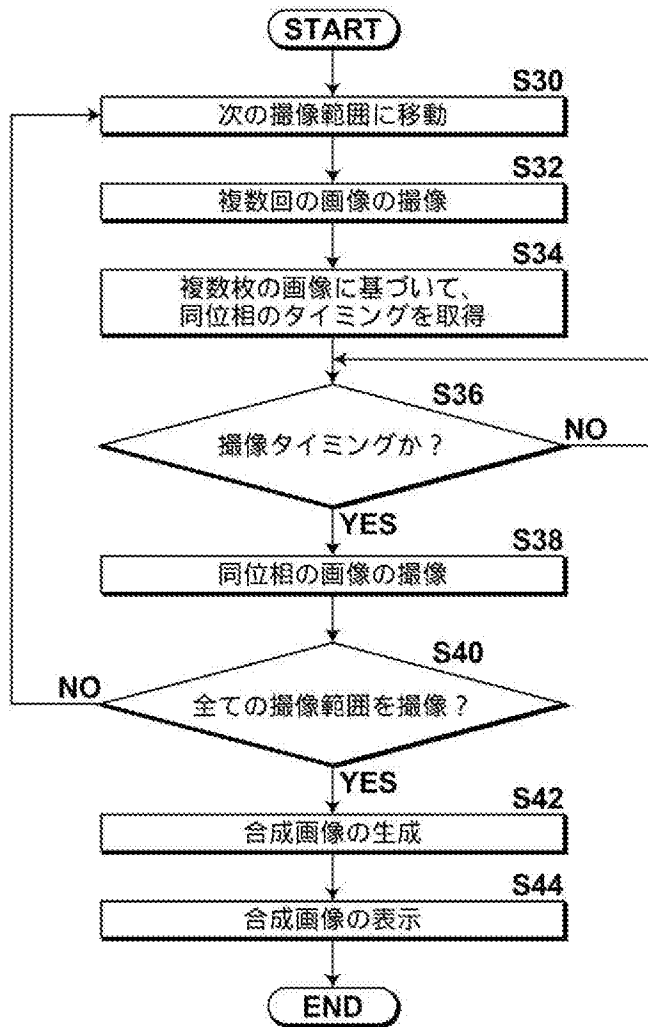 START
S30
次の撮像範囲に移動
S32
複数回の画像の撮像
S34
複数枚の画像に基づいて、
同位相のタイミングを取得
S36
撮像タイミングか?
NO
YES
S38
同位相の画像の撮像
S40
NO
全ての撮像範囲を撮像?
YES
S42
合成画像の生成
S44
合成画像の表示
END